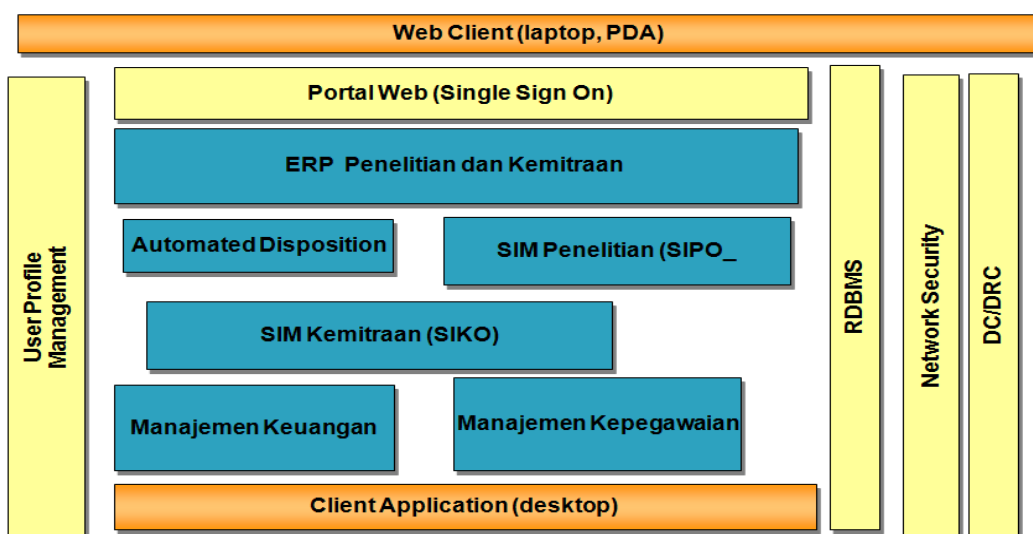 Web Client (laptop, PDA)
Portal Web (Single Sign On)
ERP Penelitian dan Kemitraan
Automated Disposition
SIM Penelitian (SIPO_
SIM Kemitraan (SIKO)
Manajemen Keuangan
Manajemen Kepegawaian
Client Application (desktop)
User Profile
Management
RDBMS
Network Security
DC/DRC